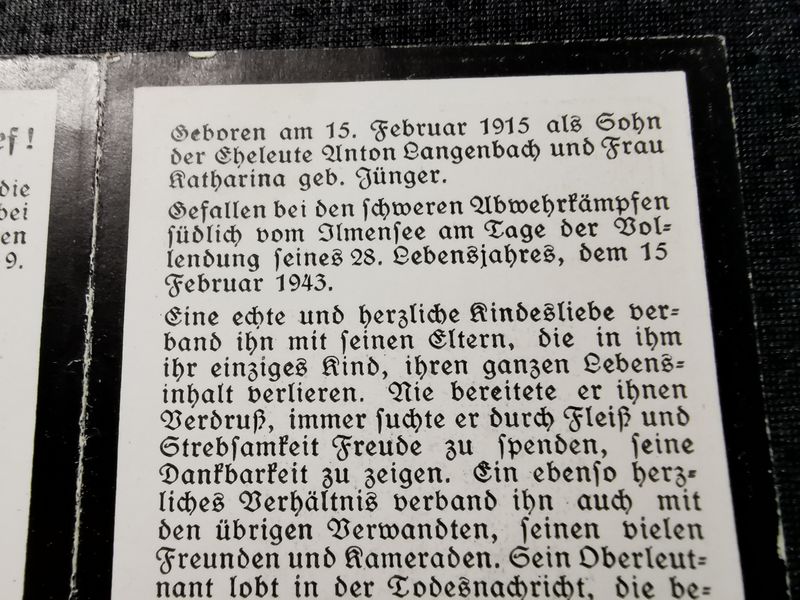 ef!
die
bei
en
9.
Geboren am 15. Februar 1915 als Sohn
der Eheleute Anton Langenbach und Frau
Katharina geb. Jünger.
Gefallen bei den schweren Abwehrkämpfen
südlich vom Ilmensee am Tage der Vol-
lendung seines 28. Lebensjahres, dem 15
Februar 1943.
Eine echte und herzliche Kindesliebe ver-
band ihn mit seinen Eltern, die in ihm
ihr einziges Kind, ihren ganzen Lebens-
inhalt verlieren. Nie bereitete er ihnen
Verdruß, immer suchte er durch Fleiß und
Strebsamkeit Freude zu spenden, seine
Dankbarkeit zu zeigen. Ein ebenso herz-
liches Verhältnis verband ihn auch mit
den übrigen Verwandten, seinen vielen
Freunden und Kameraden. Sein Oberleut-
nant lobt in der Todesnachricht, die be-